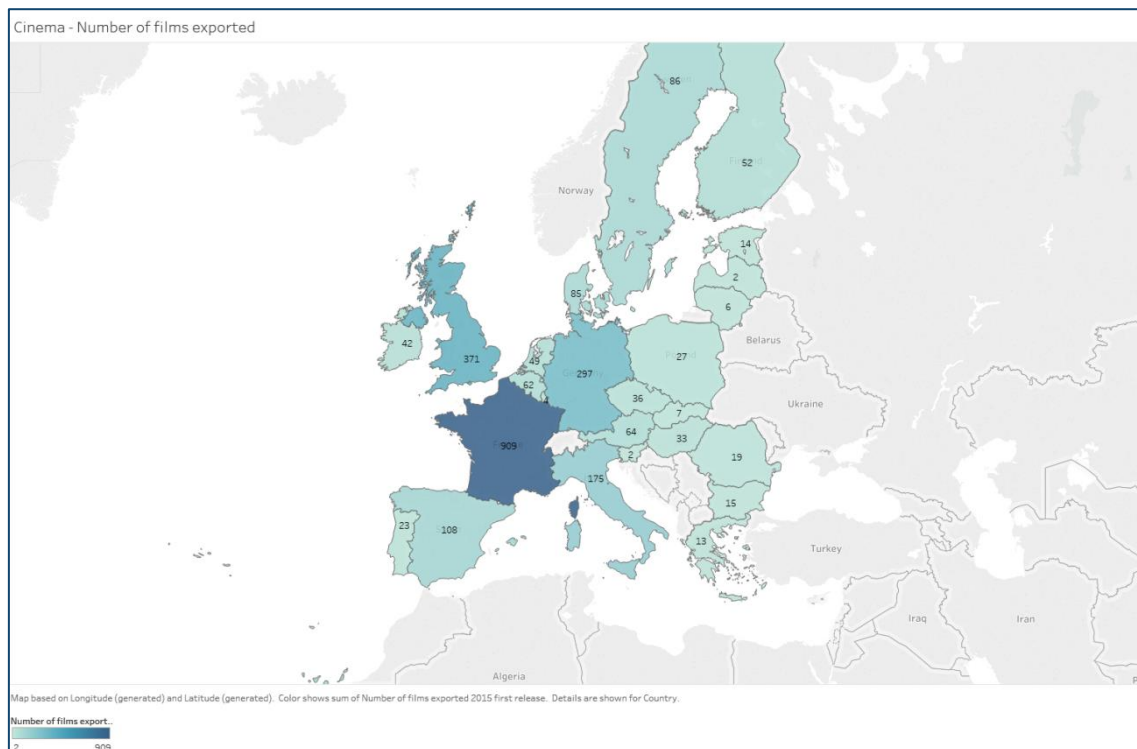 Cinema - Number of films exported
86
52
Norway
14
2
6
85
Belarus
42
371
49
27
62
297
4
36
Ukraine
7
64
33
909
2
19
175
15
23
108
13
Turkey
Iraq
Iran
Algeria
Map based on Longitude (generated) and Latitude (generated). Color shows sum of Number of films exported 2015 first release. Details are shown for Country.
Number of films export..
2 909